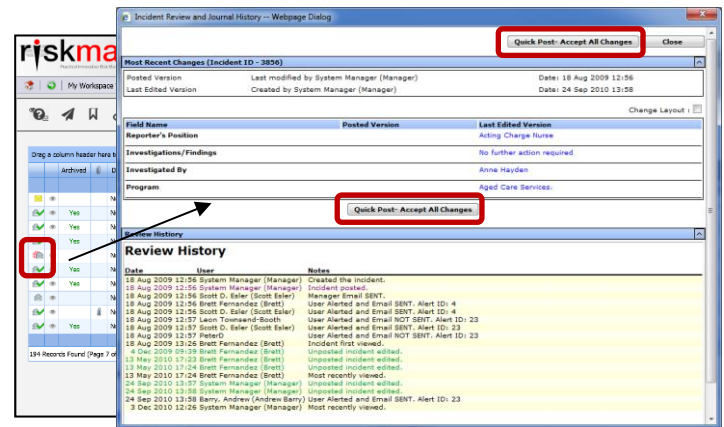 Incident Review and Journal History -- Webpage Dialog
Quick Post- Accept All Changes Close
Most Recent Changes (Incident ID - 3856)
Posted Version Last modified by System Manager (Manager) Date: 18 Aug 2009 12:56
Last Edited Version Created by System Manager (Manager) Date: 24 Sep 2010 13:58
Change Layout :
Field Name Posted Version Last Edited Version
Reporter's Position Acting Charge Nurse
Investigations/Findings No further action required
Investigated By Anne Hayden
Program Aged Care Services.
Quick Post- Accept All Changes
Review Histiory
Review History
Date User Notes
18 Aug 2009 12:56 System Manager (Manager) Created the incident.
18 Aug 2009 12:56 System Manager (Manager) Incident posted.
18 Aug 2009 12:56 Scott D. Esler (Scott Esler) Manager Email SENT.
18 Aug 2009 12:56 Brett Fernandez (Brett) User Alerted and Email SENT. Alert ID: 4
18 Aug 2009 12:56 Scott D. Esler (Scott Esler) User Alerted and Email SENT. Alert ID: 4
18 Aug 2009 12:57 Leon Townsend-Booth User Alerted and Email NOT SENT. Alert ID: 23
18 Aug 2009 12:57 Scott D. Esler (Scott Esler) User Alerted and Email SENT. Alert ID: 23
18 Aug 2009 12:57 PeterD User Alerted and Email NOT SENT. Alert ID: 23
18 Aug 2009 13:26 Brett Fernandez (Brett) Incident first viewed.
4 Dec 2009 09:39 Brett Fernandez (Brett) Unposted incident edited.
13 May 2010 17:23 Brett Fernandez (Brett) Unposted incident edited.
13 May 2010 17:24 Brett Fernandez (Brett) Unposted incident edited.
13 May 2010 17:24 Brett Fernandez (Brett) Most recently viewed.
24 Sep 2010 13:57 System Manager (Manager) Unposted incident edited.
24 Sep 2010 13:58 System Manager (Manager) Unposted incident edited.
24 Sep 2010 13:58 Barry, Andrew (Andrew Barry) User Alerted and Email SENT. Alert ID: 23
3 Dec 2010 12:26 System Manager (Manager) Most recently viewed.
riskma
My Workspace
Drag a column header here t
Archived D
N
Yes N
Yes N
N
Yes N
Yes N
N
N
Yes N
194 Records Found (Page 7 of